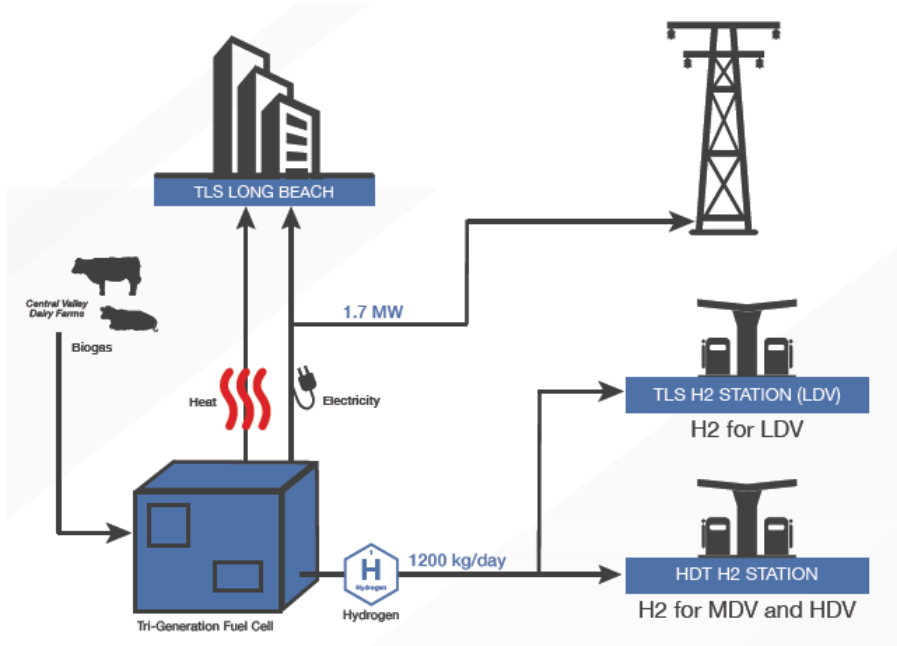 TLS LONG BEACH
Central Valley
Dairy Farms
Biogas
1.7 MW
Heat
Electricity
TLS H2 STATION (LDV)
H2 for LDV
1
H
Hydrogen
1200 kg/day
Hydrogen
HDT H2 STATION
H2 for MDV and HDV
Tri-Generation Fuel Cell